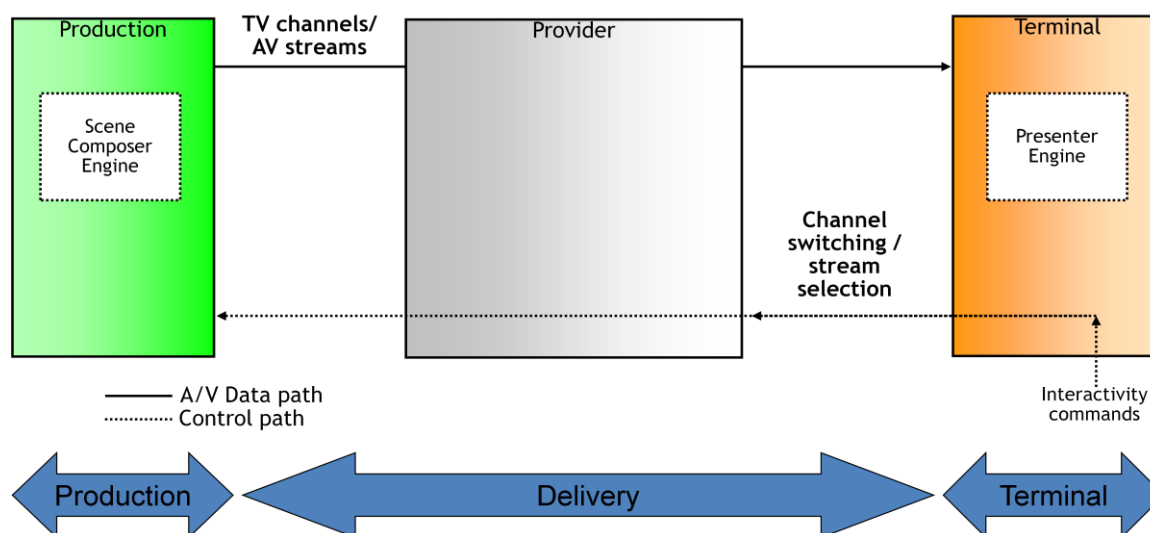 Production
TV channels/
AV streams
Provider
Terminal
Scene
Composer
Engine
Presenter
Engine
Channel
switching /
stream
selection
A/V Data path
Control path
Interactivity
commands
Production
Delivery
Terminal